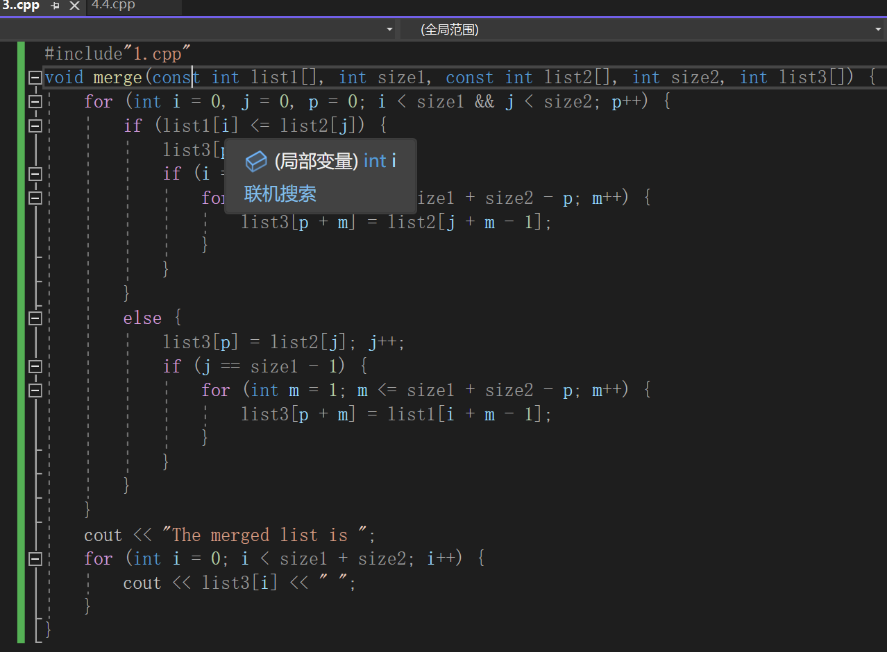 3..cpp 4.4.cpp
(全局范围)
#include"1.cpp"
void merge(const int list1[], int size1, const int list2[], int size2, int list3[]) {
for (int i = 0, j = 0, p = 0; i < size1 && j < size2; p++) {
if (list1[i] <= list2[j]) {
list3[
(局部变量) int i
if (i
联机搜索
size1 + size2 - p; m++) {
list3[p + m] = list2[j + m - 1];
}
}
}
else {
list3[p] = list2[j]; j++;
if (j == size1 - 1) {
for (int m = 1; m <= size1 + size2 - p; m++) {
list3[p + m] = list1[i + m - 1];
}
}
}
}
cout << "The merged list is ";
for (int i = 0; i < size1 + size2; i++) {
cout << list3[i] << " ";
}
}